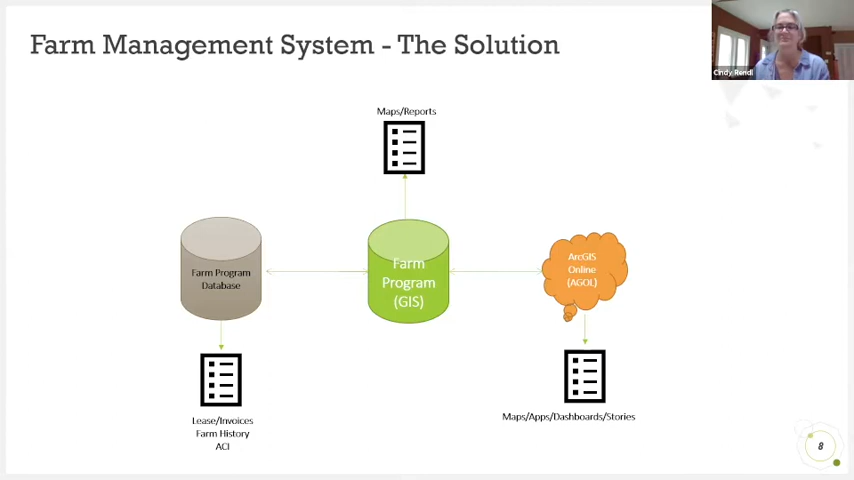 Farm Management System - The Solution
Cindy Rendl
Maps/Reports
Farm Program
Database
Farm
Program
(GIS)
ArcGIS
Online
(AGOL)
Lease/Invoices
Farm History
ACI
Maps/Apps/Dashboards/Stories
8